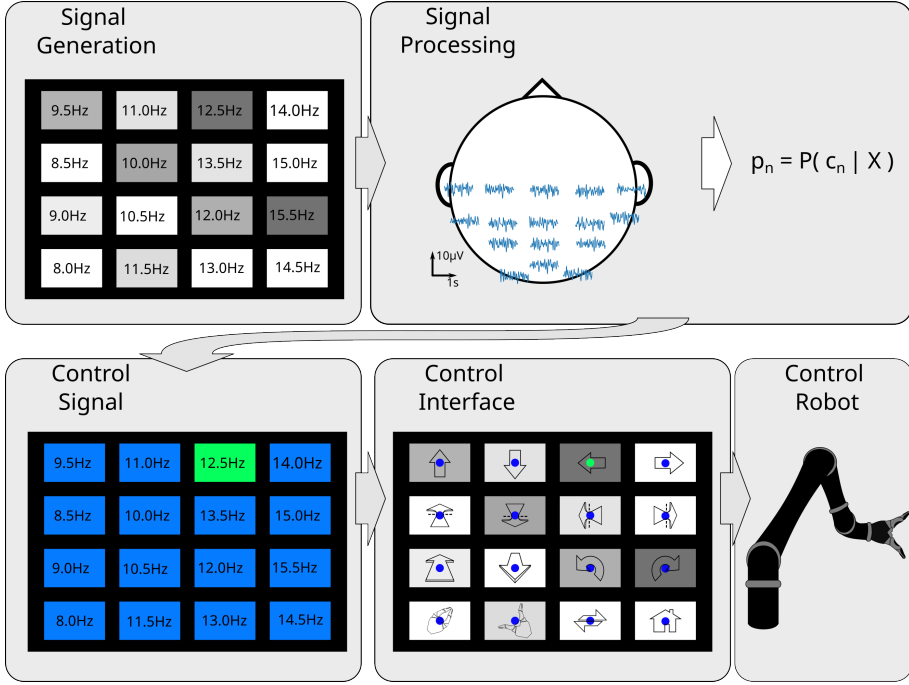 Signal
Generation
9.5Hz 11.0Hz 12.5Hz 14.0Hz
8.5Hz 10.0Hz 13.5Hz 15.0Hz
9.0Hz 10.5Hz 12.0Hz 15.5Hz
8.0Hz 11.5Hz 13.0Hz 14.5Hz
Signal
Processing
10µV
1s
pₙ = P( cₙ | X )
Control
Signal
9.5Hz 11.0Hz 12.5Hz 14.0Hz
8.5Hz 10.0Hz 13.5Hz 15.0Hz
9.0Hz 10.5Hz 12.0Hz 15.5Hz
8.0Hz 11.5Hz 13.0Hz 14.5Hz
Control
Interface
Control
Robot